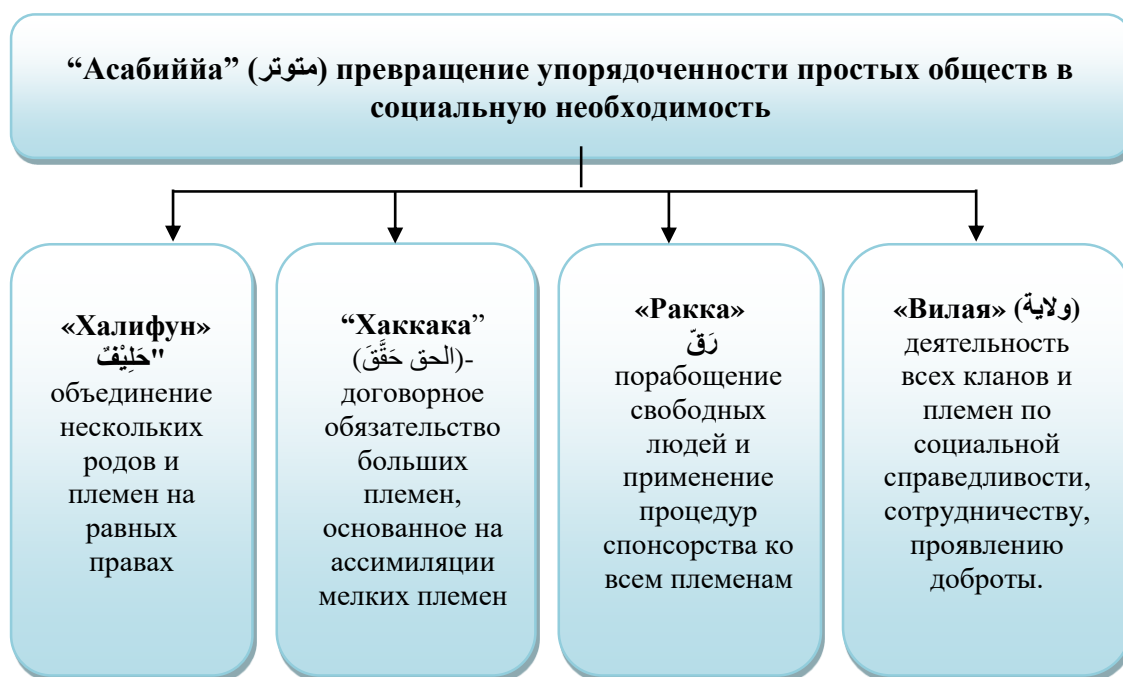 “Асабиййа” (متوتر) превращение упорядоченности простых обществ в
социальную необходимость
«Халифун»
"حَلِيْفٌ
объединение
нескольких
родов и
племен на
равных
правах
“Хаккака”
(الحق حَقَّقَ)-
договорное
обязательство
больших
племен,
основанное на
ассимиляции
мелких племен
«Ракка»
رَقّ
порабощение
свободных
людей и
применение
процедур
спонсорства ко
всем племенам
«Вилая» (ولاية)
деятельность
всех кланов и
племен по
социальной
справедливости,
сотрудничеству,
проявлению
доброты.